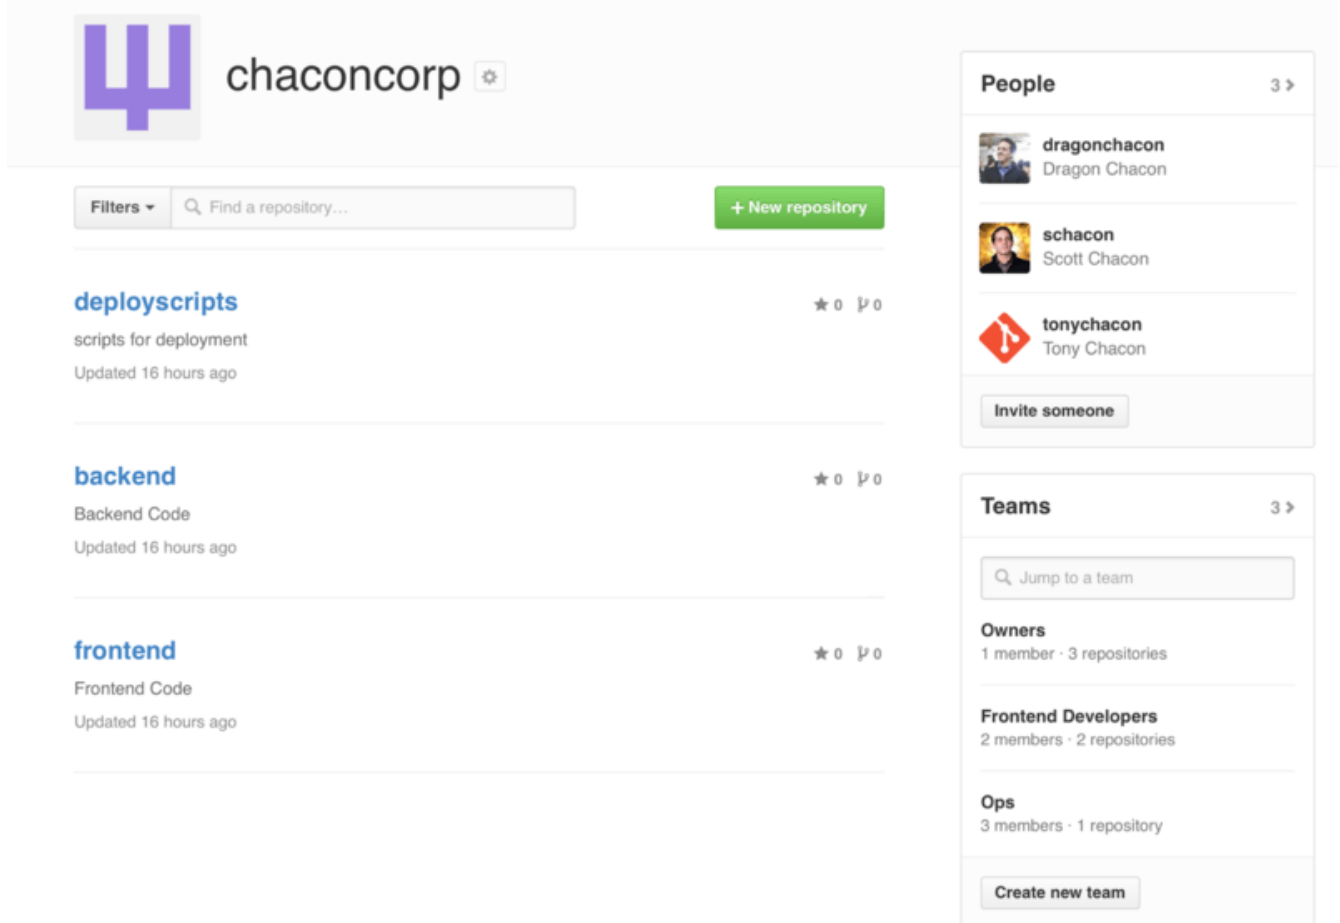 chaconcorp
Filters
Find a repository...
+ New repository
deployscripts
0 0
scripts for deployment
Updated 16 hours ago
backend
0 0
Backend Code
Updated 16 hours ago
frontend
0 0
Frontend Code
Updated 16 hours ago
People 3
dragonchacon
Dragon Chacon
schacon
Scott Chacon
tonychacon
Tony Chacon
Invite someone
Teams 3
Jump to a team
Owners
1 member · 3 repositories
Frontend Developers
2 members · 2 repositories
Ops
3 members · 1 repository
Create new team